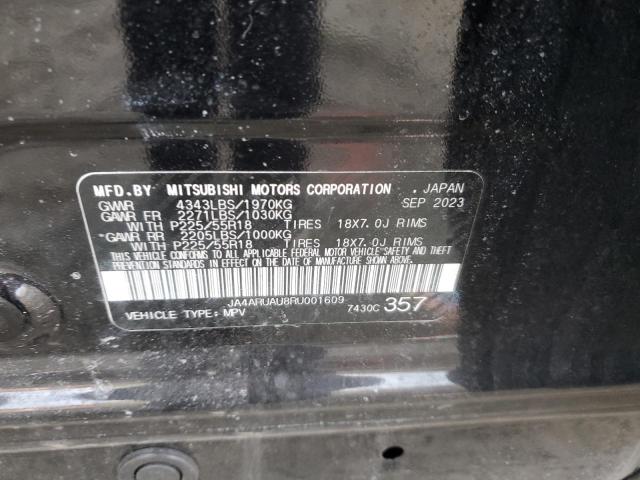 MFD.BY MITSUBISHI MOTORS CORPORATION . JAPAN
GVWR 4343LBS/1970KG SEP 2023
GAWR FR 2271LBS/1030KG
WITH P225/55R18 TIRES 18X7.0J RIMS
*GAWR RR 2205LBS/1000KG
WITH P225/55R18 TIRES 18X7.0J RIMS
THIS VEHICLE CONFORMS TO ALL APPLICABLE FEDERAL MOTOR VEHICLE SAFETY AND THEFT
PREVENTION STANDARDS IN EFFECT ON THE DATE OF MANUFACTURE SHOWN ABOVE.
JA4ARUAU8RU001609
VEHICLE TYPE: MPV 7430C 357